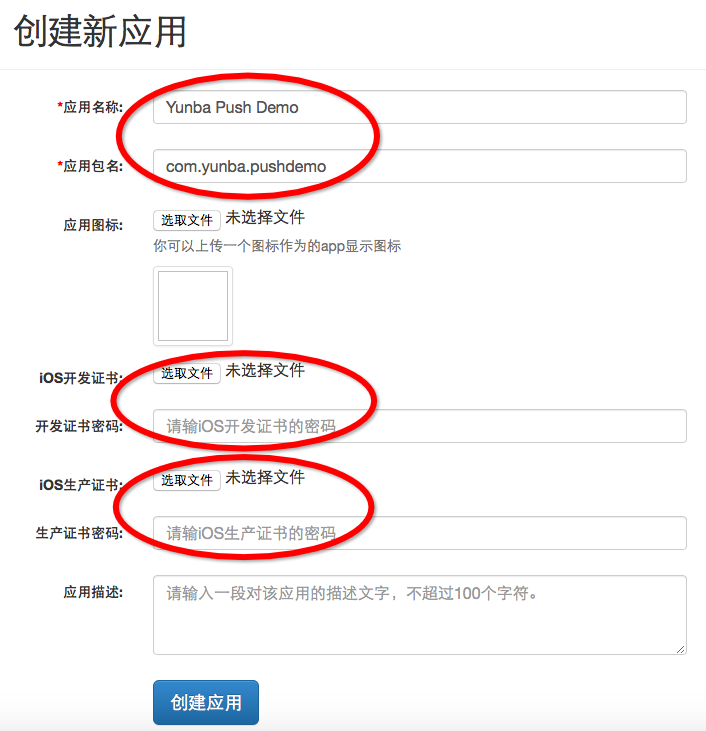 创建新应用
*应用名称: Yunba Push Demo
*应用包名: com.yunba.pushdemo
应用图标: 选取文件 未选择文件
你可以上传一个图标作为的app显示图标
iOS开发证书: 选取文件 未选择文件
开发证书密码: 请输iOS开发证书的密码
iOS生产证书: 选取文件 未选择文件
生产证书密码: 请输iOS生产证书的密码
应用描述: 请输入一段对该应用的描述文字，不超过100个字符。
创建应用